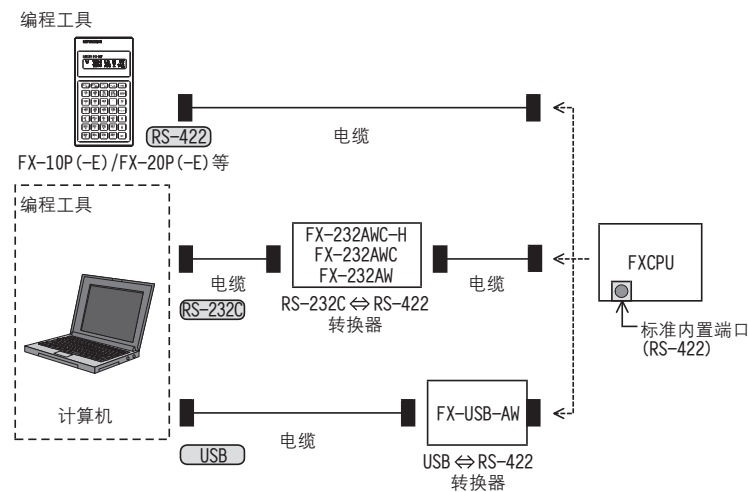 编程工具
RS-422
电缆
FX-10P(-E)/FX-20P(-E)等
编程工具
FX-232AWC-H
FX-232AWC
FX-232AW
FXCPU
电缆
电缆
RS-232C
RS-232C⇔RS-422
转换器
标准内置端口
(RS-422)
计算机
FX-USB-AW
电缆
USB
USB⇔RS-422
转换器